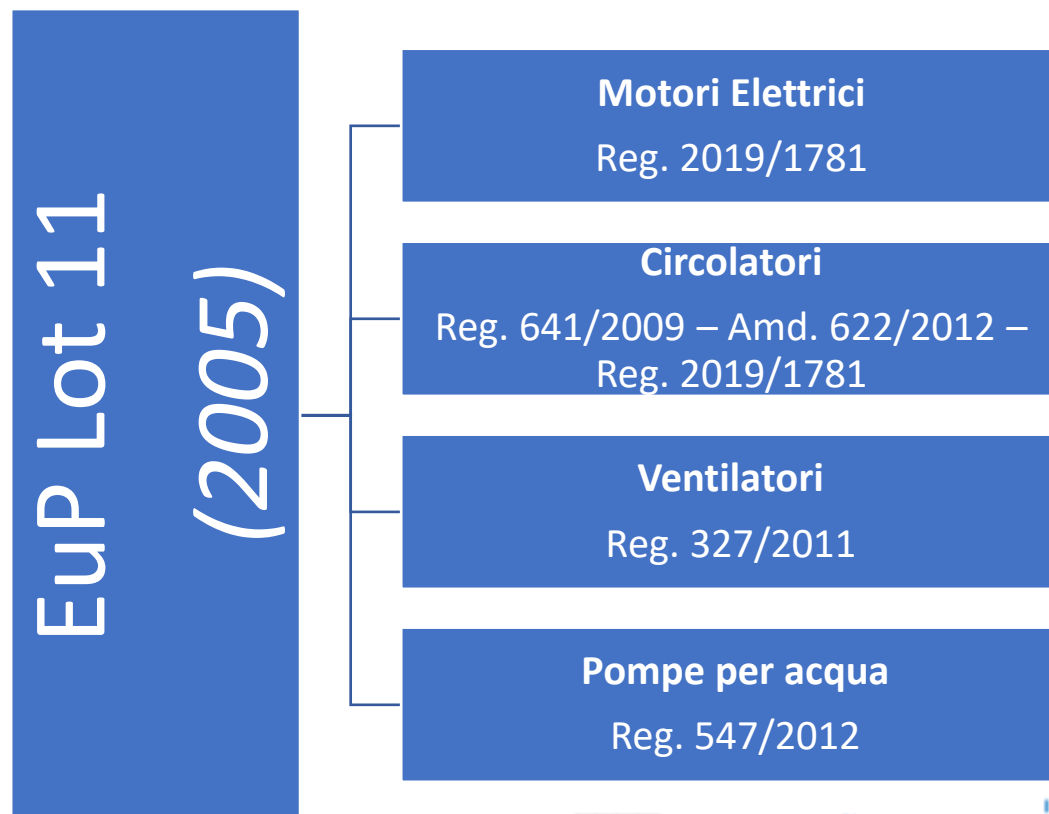 EuP Lot 11
(2005)
Motori Elettrici
Reg. 2019/1781
Circolatori
Reg. 641/2009 – Amd. 622/2012 –
Reg. 2019/1781
Ventilatori
Reg. 327/2011
Pompe per acqua
Reg. 547/2012